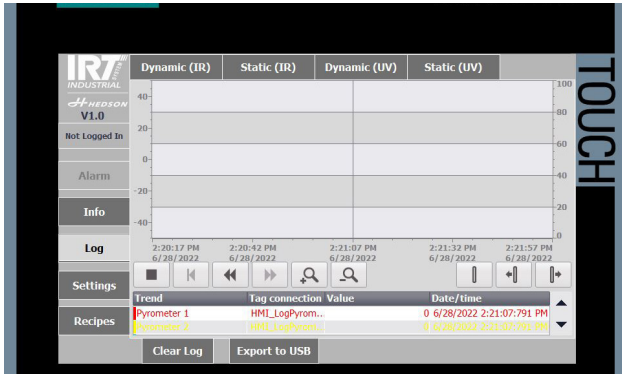 IRT SYSTEM
INDUSTRIAL
HEDSON
V1.0
Not Logged In
Alarm
Info
Log
Settings
Recipes
Dynamic (IR) Static (IR) Dynamic (UV) Static (UV)
40
20
0
-20
-40
100
80
60
40
20
0
2:20:17 PM 2:20:42 PM 2:21:07 PM 2:21:32 PM 2:21:57 PM
6/28/2022 6/28/2022 6/28/2022 6/28/2022 6/28/2022
Trend Tag connection Value Date/time
Pyrometer 1 HMI_LogPyrom... 0 6/28/2022 2:21:07:791 PM
Clear Log Export to USB
TOUCH